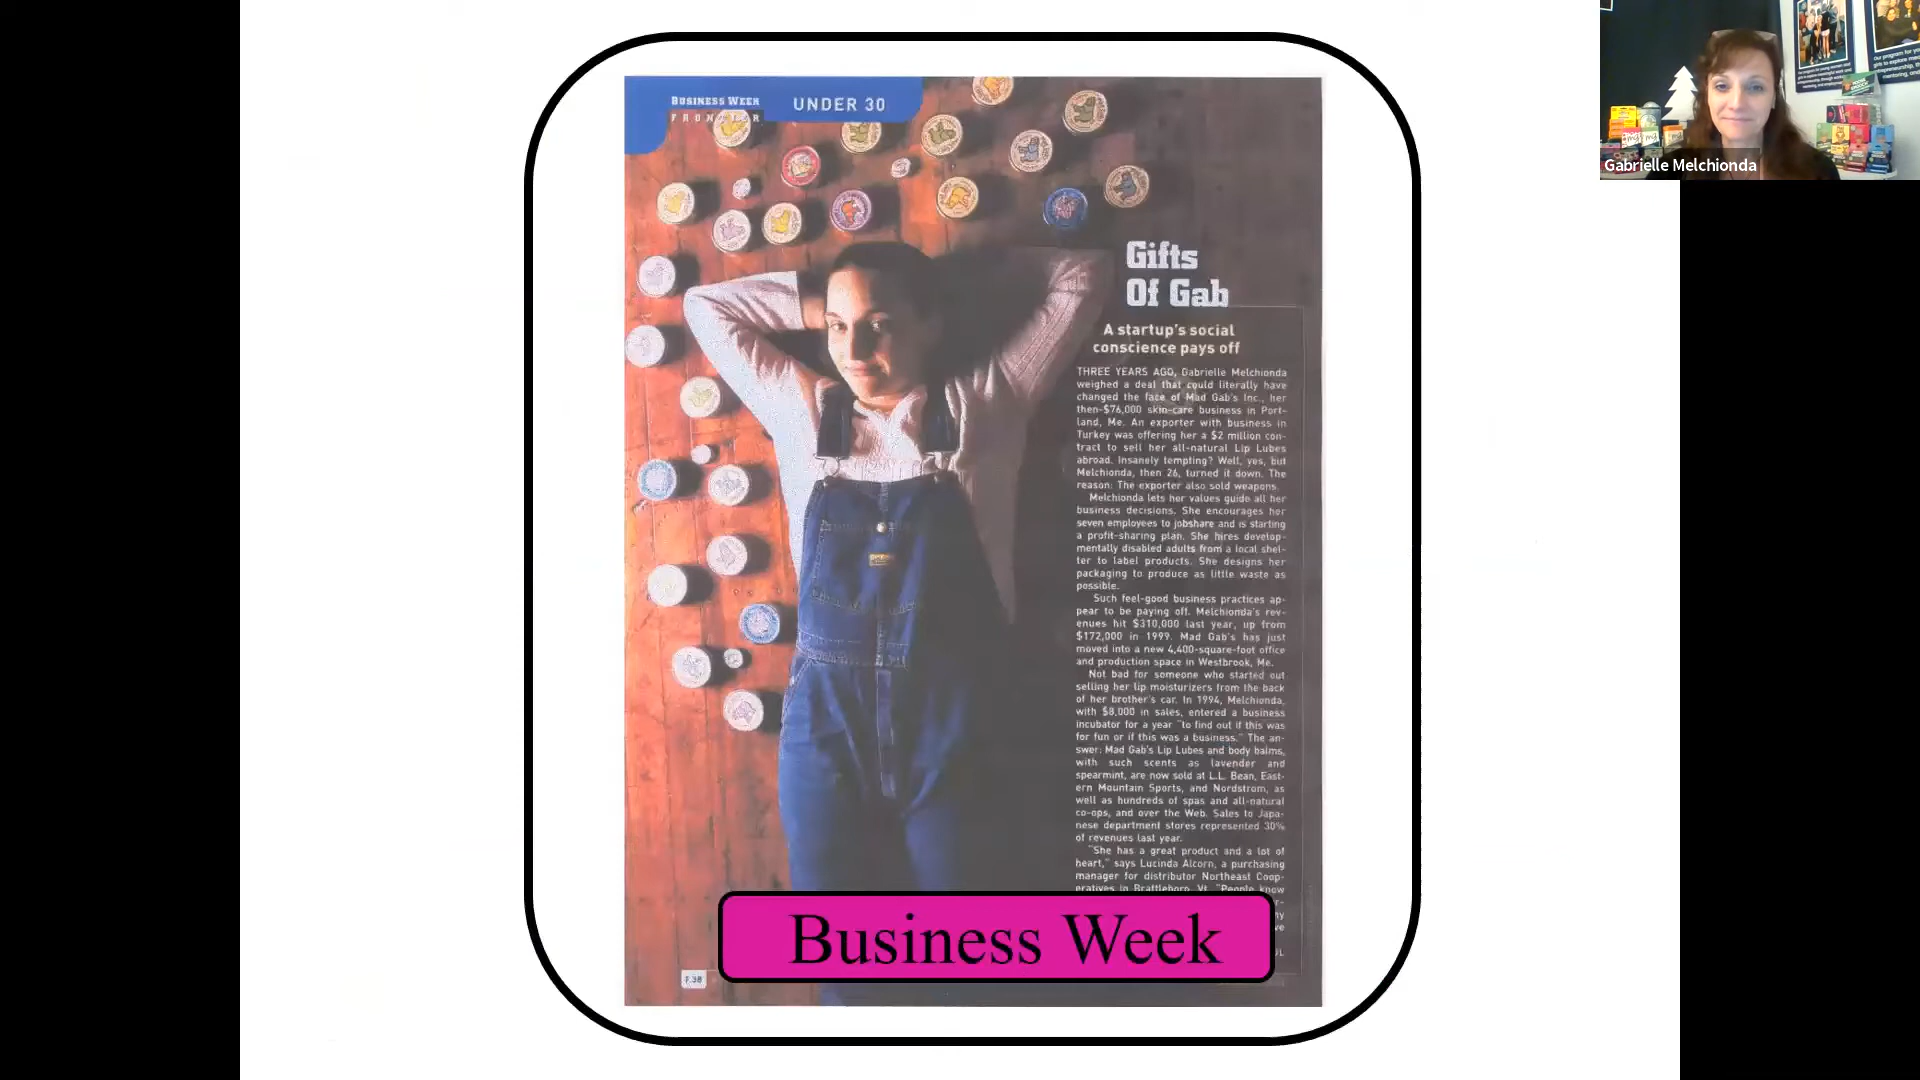 BUSINESS WEEK
FRONTIER
UNDER 30
Gifts
Of Gab
A startup's social
conscience pays off
THREE YEARS AGO, Gabrielle Melchionda
weighed a deal that could literally have
changed the face of Mad Gab's Inc., her
then-$76,000 skin-care business in Port-
land, Me. An exporter with business in
Turkey was offering her a $2 million con-
tract to sell her all-natural Lip Lubes
abroad. Insanely tempting? Well, yes, but
Melchionda, then 26, turned it down. The
reason: The exporter also sold weapons.
Melchionda lets her values guide all her
business decisions. She encourages her
seven employees to jobshare and is starting
a profit-sharing plan. She hires develop-
mentally disabled adults from a local shel-
ter to label products. She designs her
packaging to produce as little waste as
possible.
Such feel-good business practices ap-
pear to be paying off. Melchionda's rev-
enues hit $310,000 last year, up from
$172,000 in 1999. Mad Gab's has just
moved into a new 4,400-square-foot office
and production space in Westbrook, Me.
Not bad for someone who started out
selling her lip moisturizers from the back
of her brother's car. In 1994, Melchionda,
with $8,000 in sales, entered a business
incubator for a year "to find out if this was
for fun or if this was a business." The an-
swer: Mad Gab's Lip Lubes and body balms,
with such scents as lavender and
spearmint, are now sold at L.L. Bean, East-
ern Mountain Sports, and Nordstrom, as
well as hundreds of spas and all-natural
co-ops, and over the Web. Sales to Japa-
nese department stores represented 30%
of revenues last year.
"She has a great product and a lot of
heart," says Lucinda Alcorn, a purchasing
manager for distributor Northeast Coop-
eratives in Brattleboro, Vt. "People know
Business Week
F.38
Gabrielle Melchionda